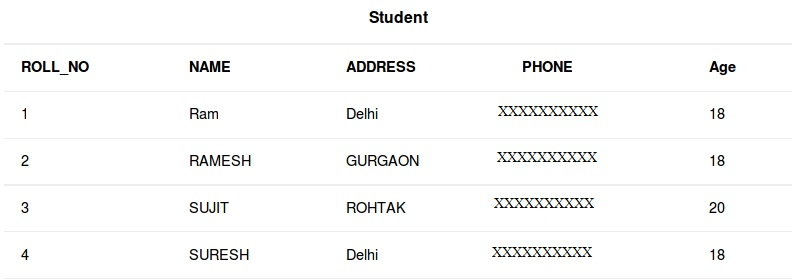 Student
ROLL_NO NAME ADDRESS PHONE Age
1 Ram Delhi XXXXXXXXXX 18
2 RAMESH GURGAON XXXXXXXXXX 18
3 SUJIT ROHTAK XXXXXXXXXX 20
4 SURESH Delhi XXXXXXXXXX 18